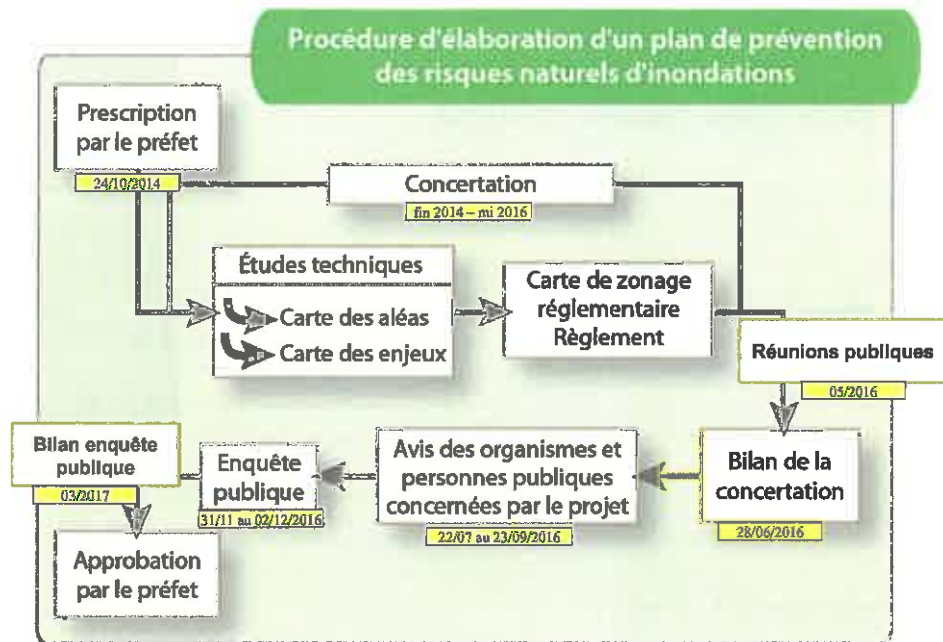 Procédure d'élaboration d'un plan de prévention
des risques naturels d'inondations
Prescription
par le préfet
24/10/2014
Concertation
fin 2014 – mi 2016
Études techniques
Carte des aléas
Carte des enjeux
Carte de zonage
réglementaire
Règlement
Réunions publiques
05/2016
Bilan de la
concertation
28/06/2016
Avis des organismes et
personnes publiques
concernées par le projet
22/07 au 23/09/2016
Enquête
publique
31/11 au 02/12/2016
Bilan enquête
publique
03/2017
Approbation
par le préfet